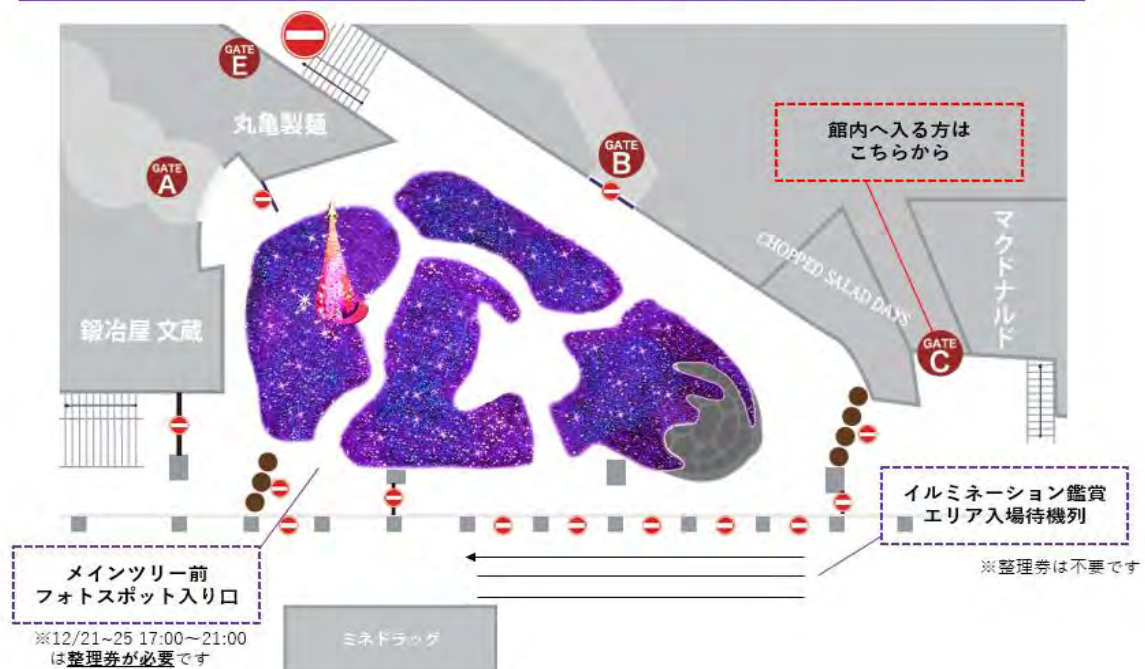 GATE
E
丸亀製麺
GATE
A
GATE
B
館内へ入る方は
こちらから
マクドナルド
CHOPPED SALAD DAYS
GATE
C
鍛冶屋 文蔵
イルミネーション鑑賞
エリア入場待機列
※整理券は不要です
メインツリー前
フォトスポット入り口
※12/21~25 17:00~21:00
は整理券が必要です
ミネドラッグ